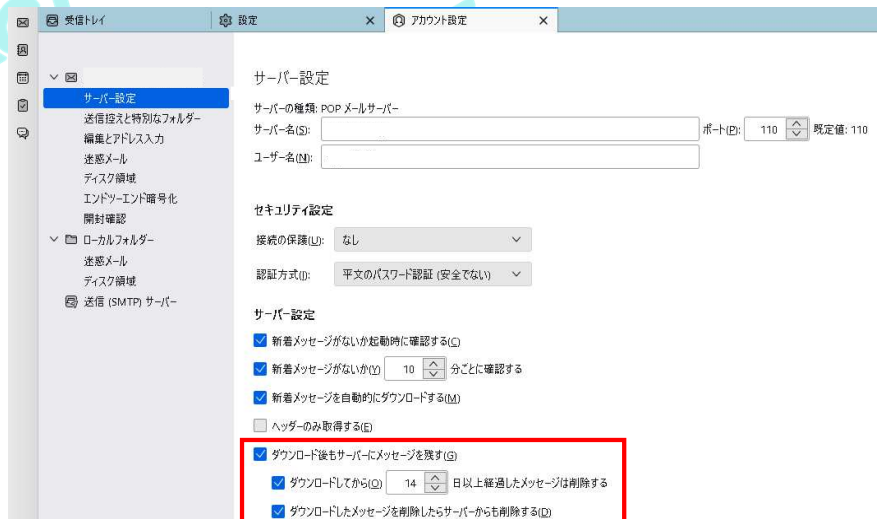 受信トレイ
設定
アカウント設定
サーバー設定
送信控えと特別なフォルダー
編集とアドレス入力
迷惑メール
ディスク領域
エンドツーエンド暗号化
開封確認
ローカルフォルダー
迷惑メール
ディスク領域
送信 (SMTP) サーバー
サーバー設定
サーバーの種類: POP メールサーバー
サーバー名(S): ポート(P): 110 既定値: 110
ユーザー名(N):
セキュリティ設定
接続の保護(U): なし
認証方式(I): 平文のパスワード認証 (安全でない)
サーバー設定
新着メッセージがないか起動時に確認する(C)
新着メッセージがないか(Y) 10 分ごとに確認する
新着メッセージを自動的にダウンロードする(M)
ヘッダーのみ取得する(E)
ダウンロード後もサーバーにメッセージを残す(G)
ダウンロードしてから(O) 14 日以上経過したメッセージは削除する
ダウンロードしたメッセージを削除したらサーバーからも削除する(D)